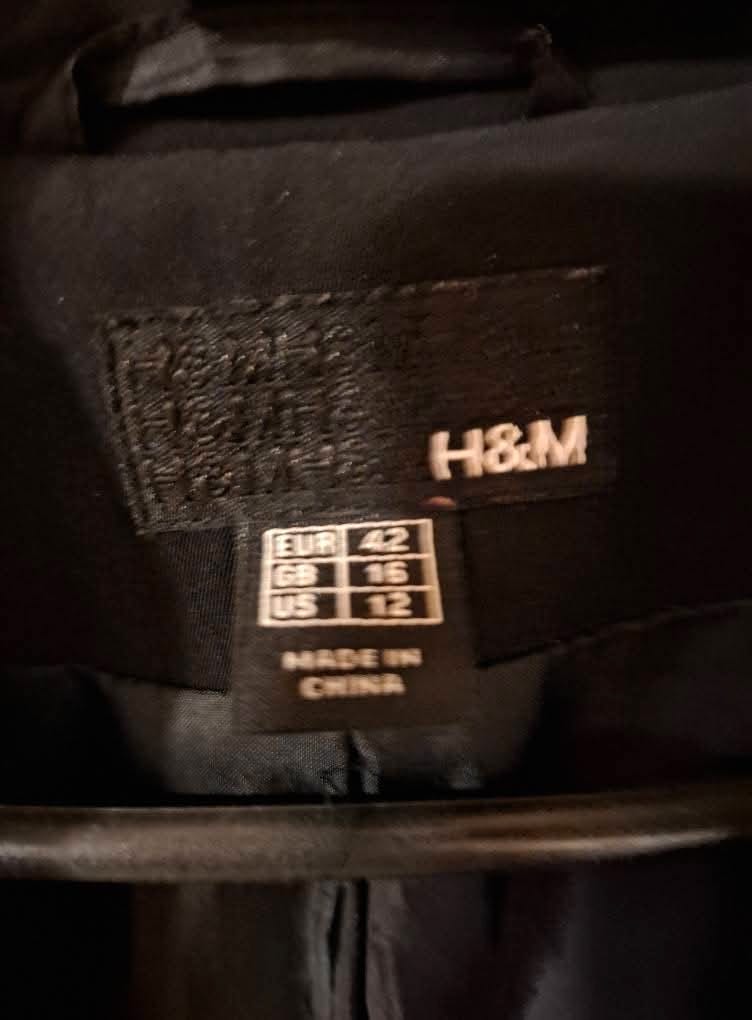 H&M
EUR 42
GB 16
US 12
MADE IN
CHINA